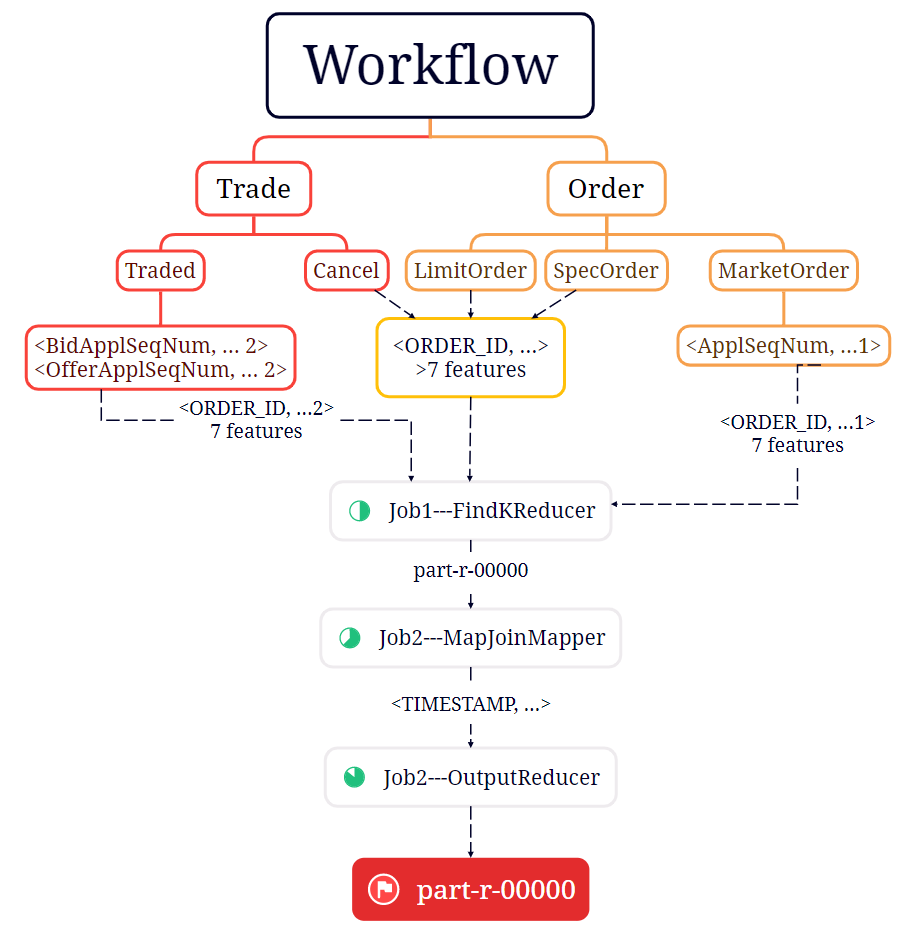 Workflow
Trade
Order
Traded
Cancel
LimitOrder
SpecOrder
MarketOrder
<BidApplSeqNum, ... 2>
<OfferApplSeqNum, ... 2>
<ORDER_ID, ...>
>7 features
<ApplSeqNum, ...1>
<ORDER_ID, ...2>
7 features
<ORDER_ID, ...1>
7 features
Job1---FindKReducer
part-r-00000
Job2---MapJoinMapper
<TIMESTAMP, ...>
Job2---OutputReducer
part-r-00000